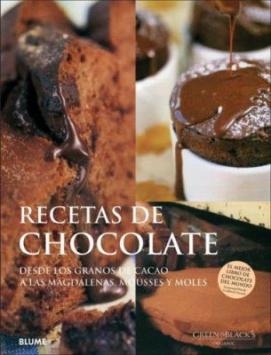 RECETAS DE
CHOCOLATE
DESDE LOS GRANOS DE CACAO
A LAS MAGDALENAS, MOUSSES Y MOLES
EL MEJOR
LIBRO DE
CHOCOLATE
DEL MUNDO
BLUME
GREEN & BLACK'S
ORGANIC